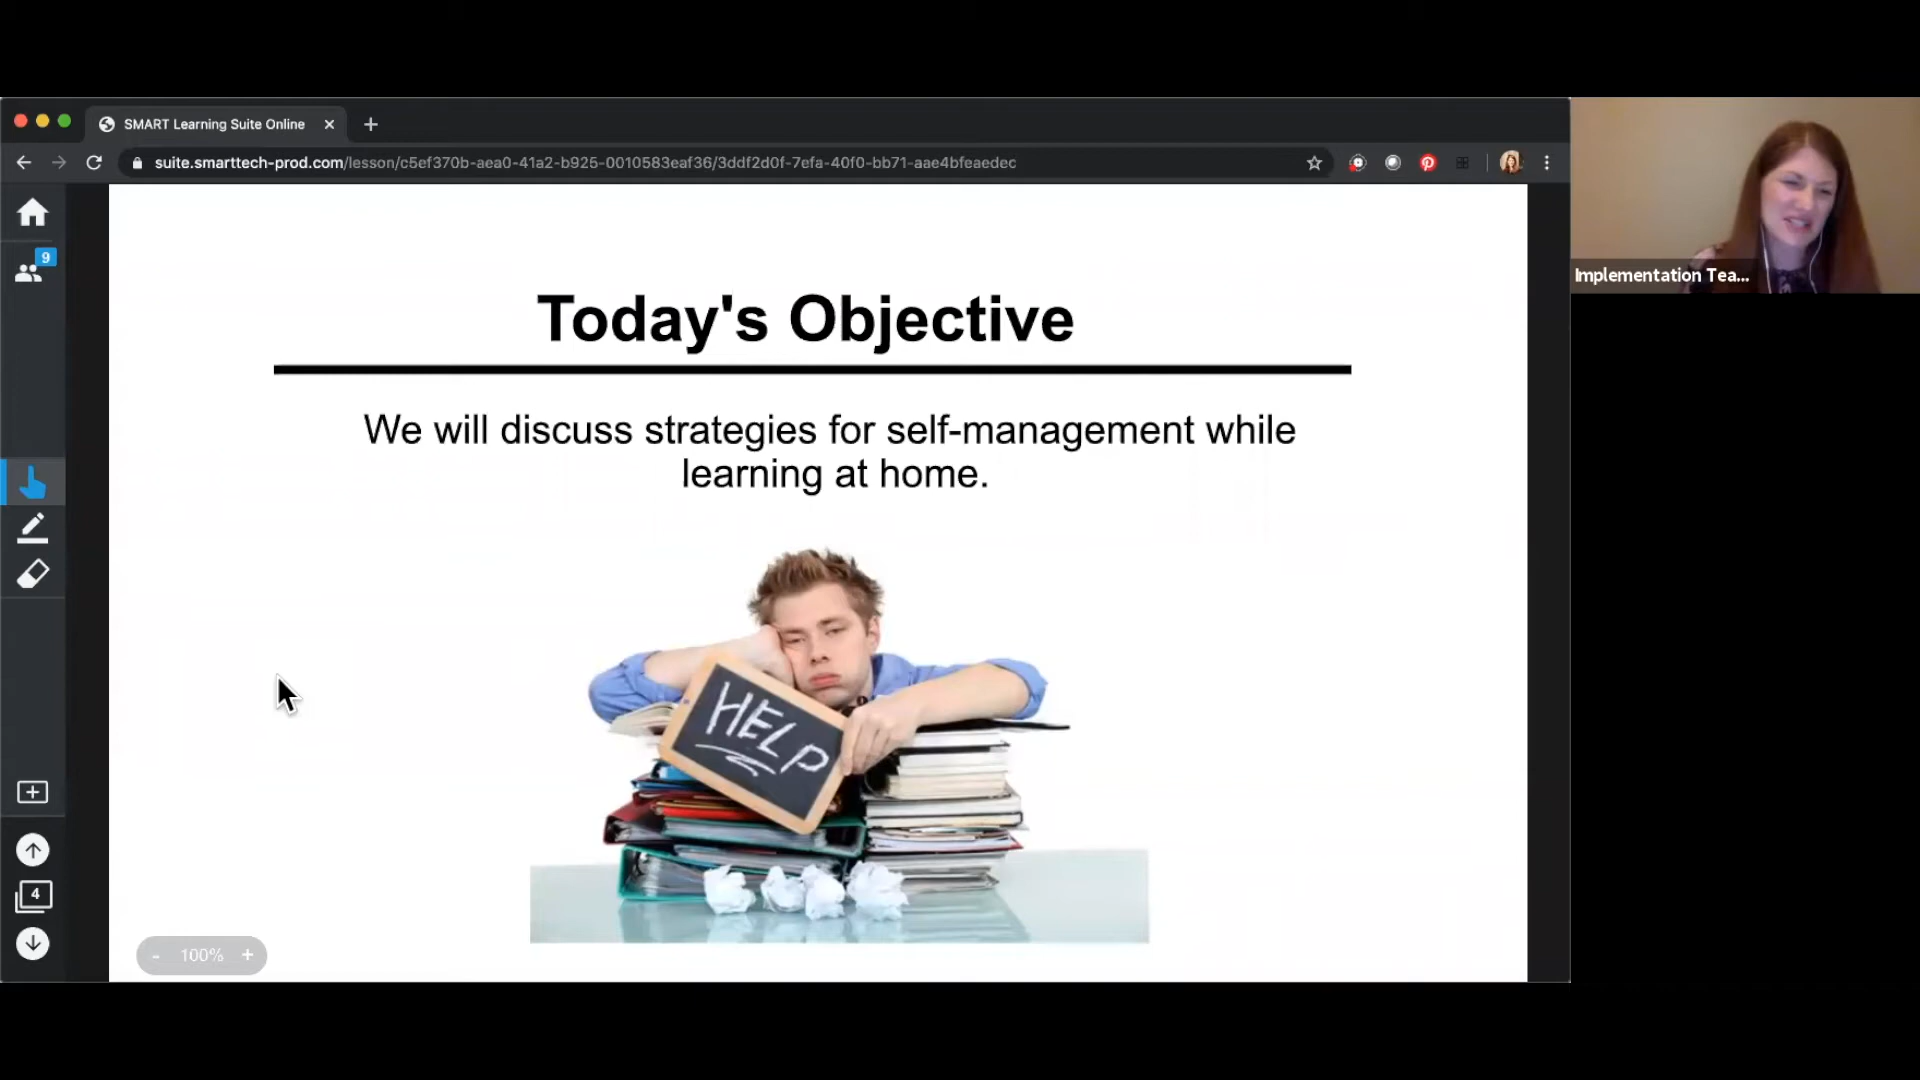 SMART Learning Suite Online
suite.smarttech-prod.com/lesson/c5ef370b-aea0-41a2-b925-0010583eaf36/3ddf2d0f-7efa-40f0-bb71-aae4bfeaedec
9
Implementation Tea...
Today's Objective
We will discuss strategies for self-management while
learning at home.
HELP
4
- 100% +